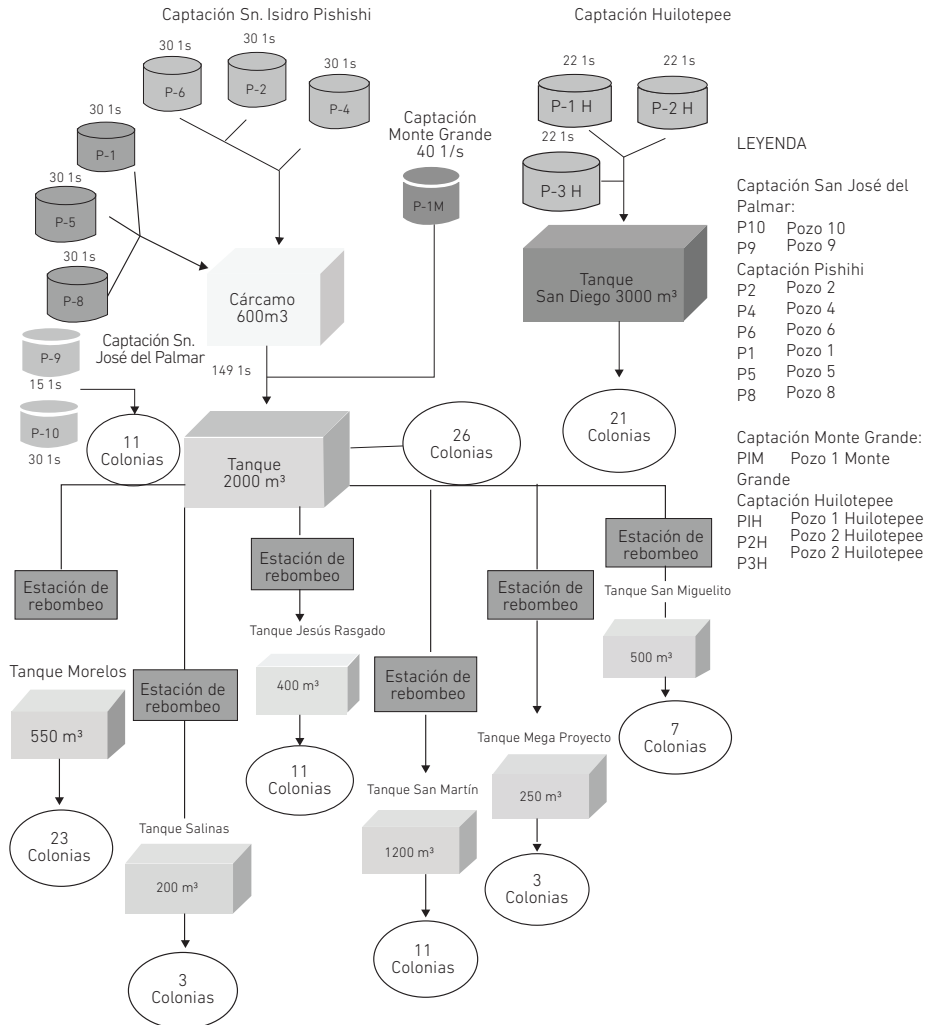 Captación Sn. Isidro Pishishi
Captación Huilotepee
30 1s
30 1s
30 1s
22 1s
22 1s
P-6
P-2
P-4
P-1 H
P-2 H
30 1s
P-1
Captación
Monte Grande
40 1/s
22 1s
P-3 H
LEYENDA
30 1s
P-5
P-1M
30 1s
P-8
Cárcamo
600m3
Tanque
San Diego 3000 m³
Captación San José del
Palmar:
P10 Pozo 10
P9 Pozo 9
Captación Pishihi
P2 Pozo 2
P4 Pozo 4
P6 Pozo 6
P1 Pozo 1
P5 Pozo 5
P8 Pozo 8
Captación Monte Grande:
PIM Pozo 1 Monte
Grande
Captación Huilotepee
PIH Pozo 1 Huilotepee
P2H Pozo 2 Huilotepee
P3H Pozo 2 Huilotepee
P-9
Captación Sn.
José del Palmar
15 1s
149 1s
P-10
30 1s
11
Colonias
Tanque
2000 m³
26
Colonias
21
Colonias
Estación de
rebombeo
Estación de
rebombeo
Estación de
rebombeo
Estación de
rebombeo
Tanque San Miguelito
Tanque Jesús Rasgado
500 m³
Tanque Morelos
Estación de
rebombeo
400 m³
Estación de
rebombeo
550 m³
7
Colonias
Tanque Mega Proyecto
11
Colonias
Tanque San Martín
250 m³
23
Colonias
Tanque Salinas
1200 m³
200 m³
3
Colonias
11
Colonias
3
Colonias